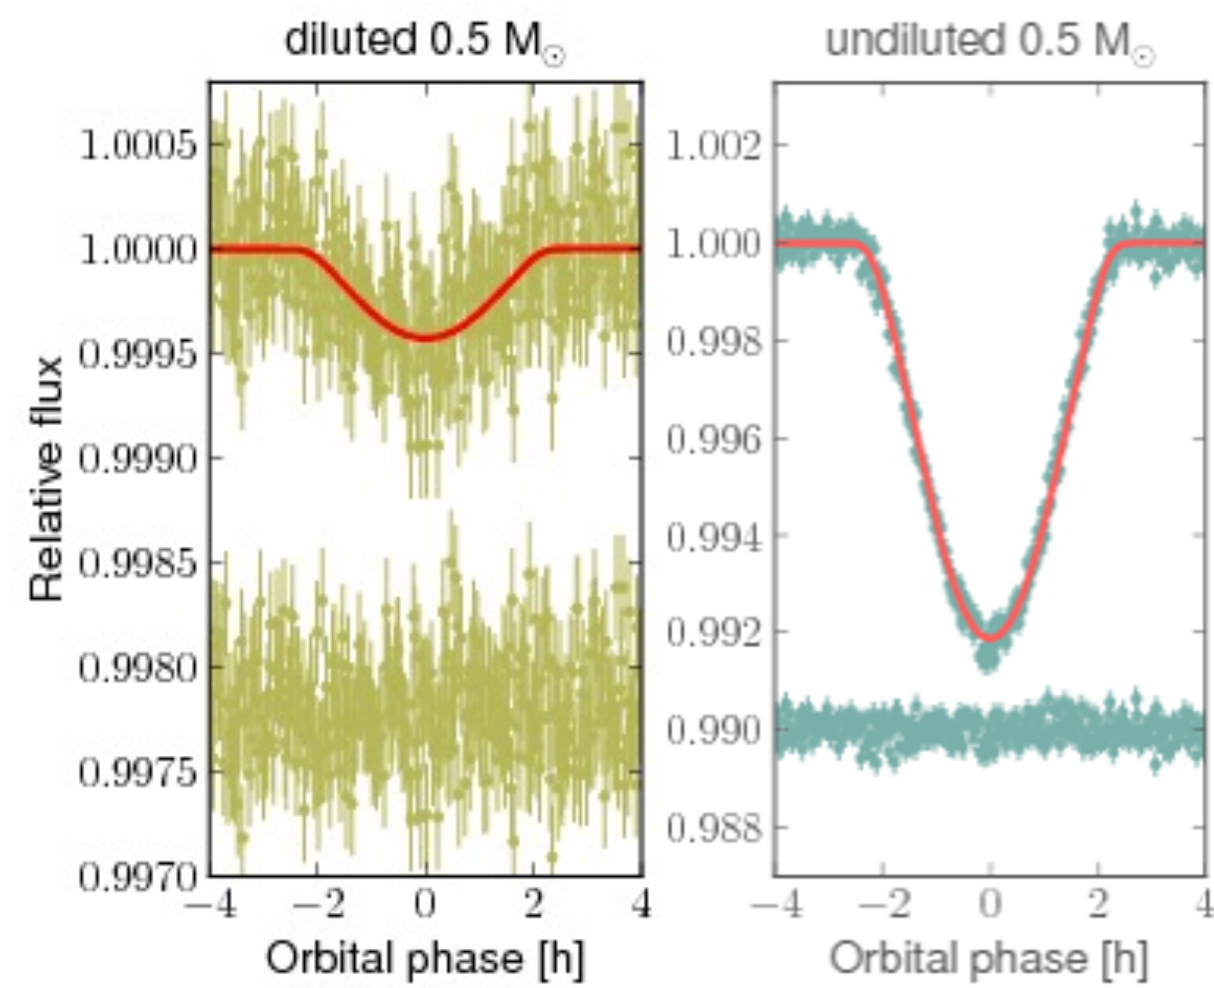 diluted 0.5 M☉
undiluted 0.5 M☉
Relative flux
1.0005
1.0000
0.9995
0.9990
0.9985
0.9980
0.9975
0.9970
−4 −2 0 2 4
Orbital phase [h]
1.002
1.000
0.998
0.996
0.994
0.992
0.990
0.988
−4 −2 0 2 4
Orbital phase [h]